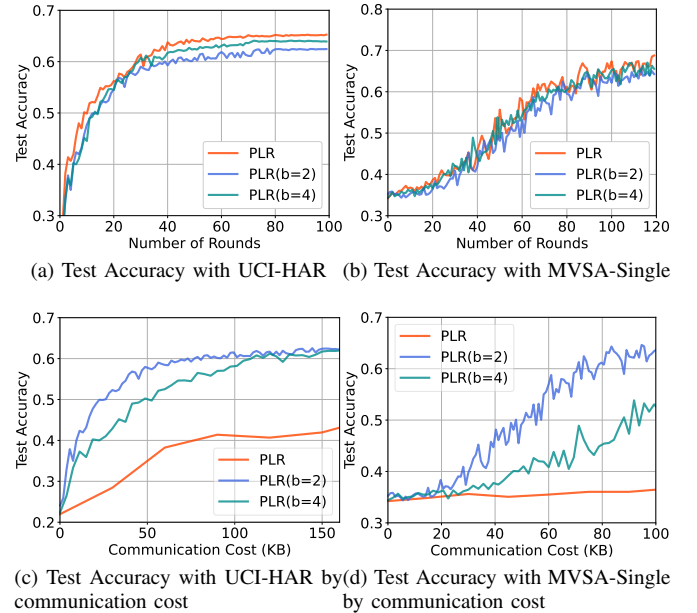 0.7
0.6
0.5
0.4
0.3
Test Accuracy
PLR
PLR(b=2)
PLR(b=4)
0 20 40 60 80 100
Number of Rounds
(a) Test Accuracy with UCI-HAR
0.8
0.7
0.6
0.5
0.4
0.3
Test Accuracy
PLR
PLR(b=2)
PLR(b=4)
0 20 40 60 80 100 120
Number of Rounds
(b) Test Accuracy with MVSA-Single
0.7
0.6
0.5
0.4
0.3
0.2
Test Accuracy
PLR
PLR(b=2)
PLR(b=4)
0 50 100 150
Communication Cost (KB)
(c) Test Accuracy with UCI-HAR by
communication cost
0.7
0.6
0.5
0.4
0.3
Test Accuracy
PLR
PLR(b=2)
PLR(b=4)
0 20 40 60 80 100
Communication Cost (KB)
(d) Test Accuracy with MVSA-Single
by communication cost